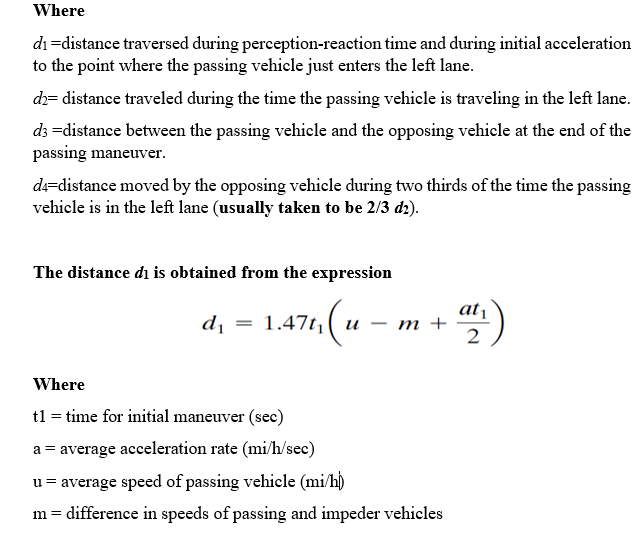 Where
d₁ =distance traversed during perception-reaction time and during initial acceleration
to the point where the passing vehicle just enters the left lane.
d₂= distance traveled during the time the passing vehicle is traveling in the left lane.
d₃ =distance between the passing vehicle and the opposing vehicle at the end of the
passing maneuver.
d₄=distance moved by the opposing vehicle during two thirds of the time the passing
vehicle is in the left lane (usually taken to be 2/3 d₂).
The distance d₁ is obtained from the expression
d₁ = 1.47t₁(u − m + at₁/2)
Where
t1 = time for initial maneuver (sec)
a = average acceleration rate (mi/h/sec)
u = average speed of passing vehicle (mi/h)
m = difference in speeds of passing and impeder vehicles